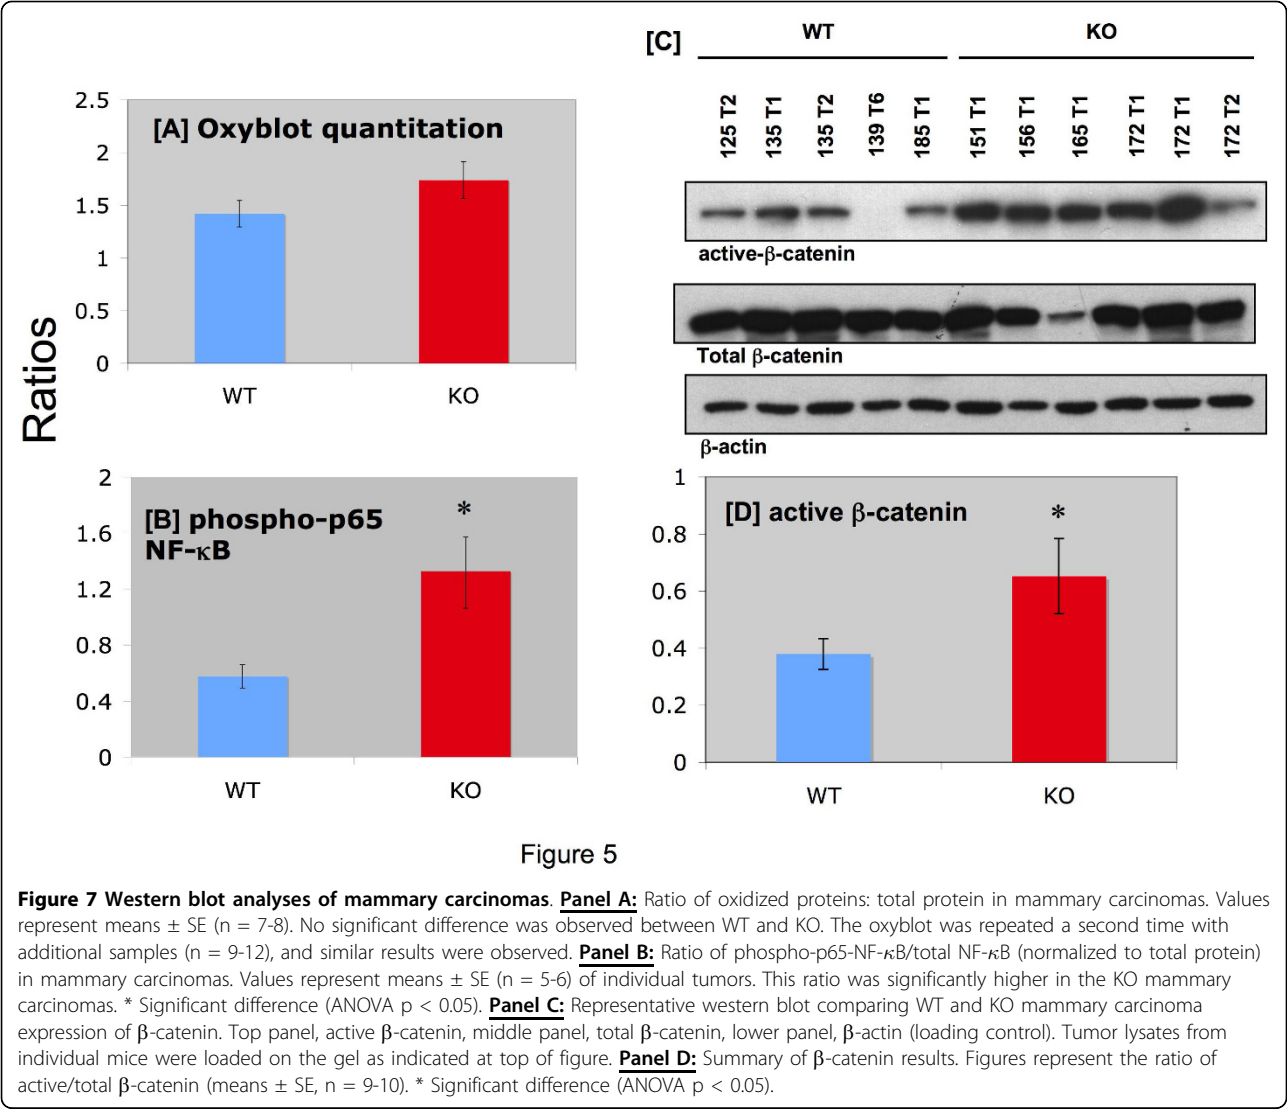 Ratios
[A] Oxyblot quantitation
2.5
2
1.5
1
0.5
0
WT
KO
[B] phospho-p65
NF-κB
*
2
1.6
1.2
0.8
0.4
0
WT
KO
[C]
WT
KO
125 T2
135 T1
135 T2
139 T6
185 T1
151 T1
156 T1
165 T1
172 T1
172 T1
172 T2
active-β-catenin
Total β-catenin
β-actin
[D] active β-catenin
*
1
0.8
0.6
0.4
0.2
0
WT
KO
Figure 5
Figure 7 Western blot analyses of mammary carcinomas. Panel A: Ratio of oxidized proteins: total protein in mammary carcinomas. Values
represent means ± SE (n = 7-8). No significant difference was observed between WT and KO. The oxyblot was repeated a second time with
additional samples (n = 9-12), and similar results were observed. Panel B: Ratio of phospho-p65-NF-κB/total NF-κB (normalized to total protein)
in mammary carcinomas. Values represent means ± SE (n = 5-6) of individual tumors. This ratio was significantly higher in the KO mammary
carcinomas. * Significant difference (ANOVA p < 0.05). Panel C: Representative western blot comparing WT and KO mammary carcinoma
expression of β-catenin. Top panel, active β-catenin, middle panel, total β-catenin, lower panel, β-actin (loading control). Tumor lysates from
individual mice were loaded on the gel as indicated at top of figure. Panel D: Summary of β-catenin results. Figures represent the ratio of
active/total β-catenin (means ± SE, n = 9-10). * Significant difference (ANOVA p < 0.05).